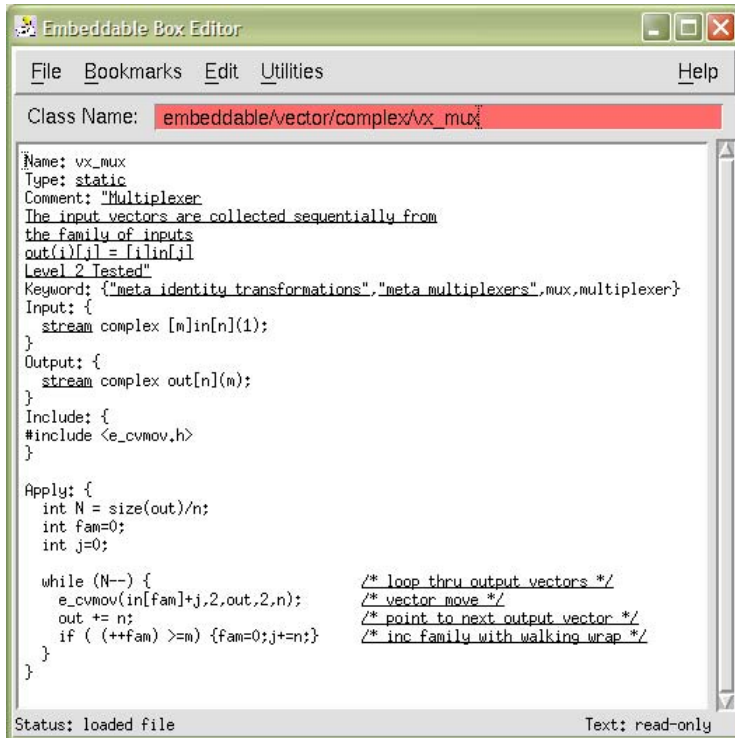 Embeddable Box Editor
File Bookmarks Edit Utilities Help
Class Name: embeddable/vector/complex/vx_mux
Name: vx_mux
Type: static
Comment: "Multiplexer
The input vectors are collected sequentially from
the family of inputs
out(i)[j] = [i]in[j]
Level 2 Tested"
Keyword: {"meta identity transformations","meta multiplexers",mux,multiplexer}
Input: {
  stream complex [m]in[n](1);
}
Output: {
  stream complex out[n](m);
}
Include: {
#include <e_cvmov.h>
}
Apply: {
  int N = size(out)/n;
  int fam=0;
  int j=0;
  while (N--) { /* loop thru output vectors */
    e_cvmov(in[fam]+j,2,out,2,n); /* vector move */
    out += n; /* point to next output vector */
    if ( (++fam) >=m) {fam=0;j+=n;} /* inc family with walking wrap */
  }
}
Status: loaded file Text: read-only